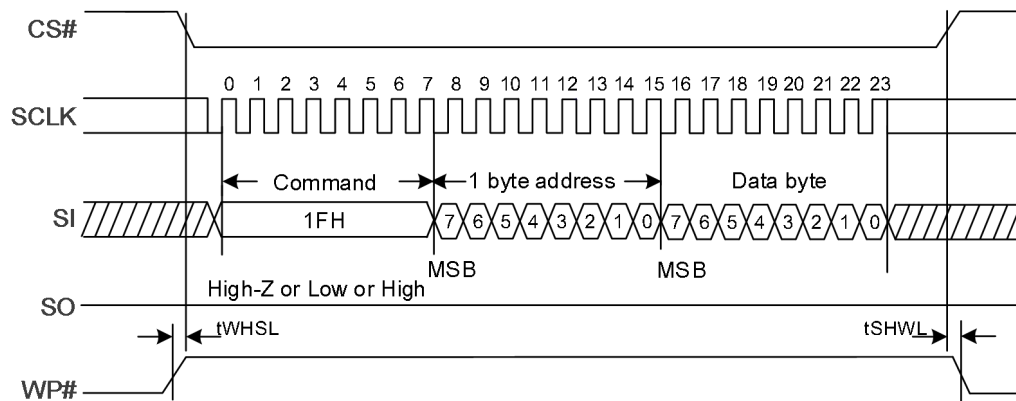 CS#
0 1 2 3 4 5 6 7 8 9 10 11 12 13 14 15 16 17 18 19 20 21 22 23
SCLK
Command 1 byte address Data byte
SI 1FH 7 6 5 4 3 2 1 0 7 6 5 4 3 2 1 0
MSB MSB
High-Z or Low or High
SO
tWHSL tSHWL
WP#